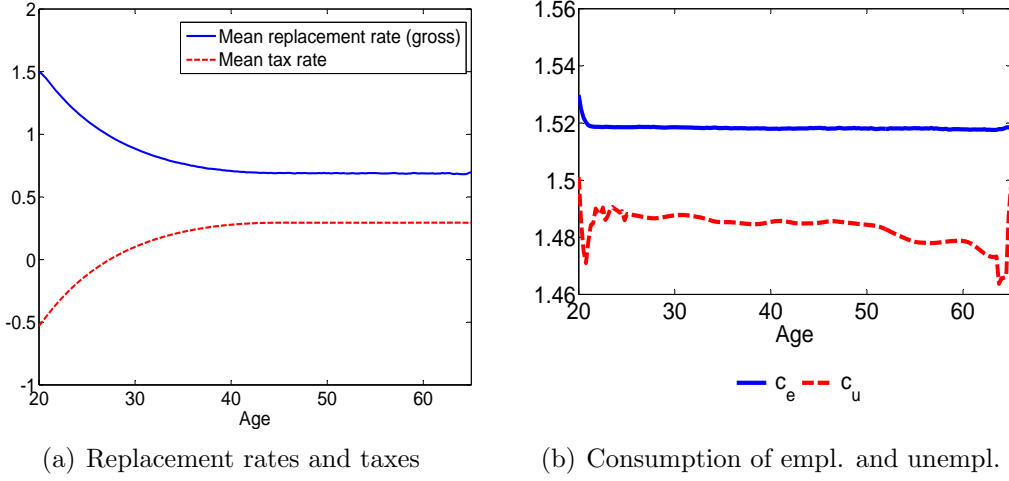 2
1.5
1
0.5
0
-0.5
-1
20
30
40
50
60
Age
Mean replacement rate (gross)
Mean tax rate
(a) Replacement rates and taxes
1.56
1.54
1.52
1.5
1.48
1.46
20
30
40
50
60
Age
c_e
c_u
(b) Consumption of empl. and unempl.